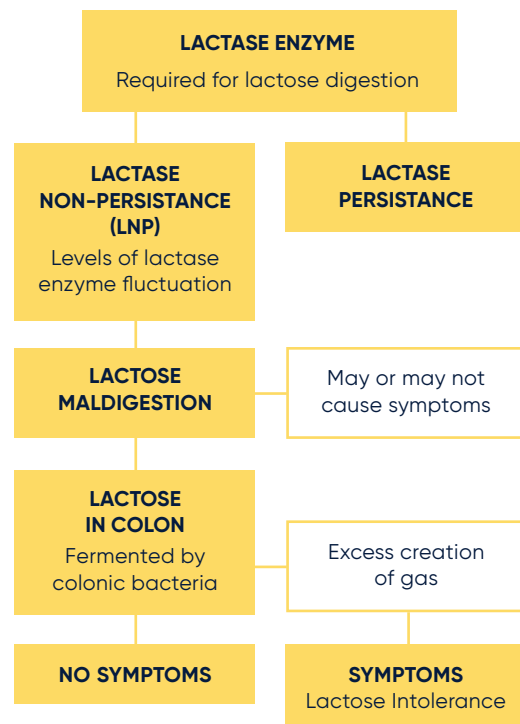 LACTASE ENZYME
Required for lactose digestion
LACTASE
NON-PERSISTANCE
(LNP)
Levels of lactase
enzyme fluctuation
LACTASE
PERSISTANCE
LACTOSE
MALDIGESTION
May or may not
cause symptoms
LACTOSE
IN COLON
Fermented by
colonic bacteria
Excess creation
of gas
NO SYMPTOMS
SYMPTOMS
Lactose Intolerance